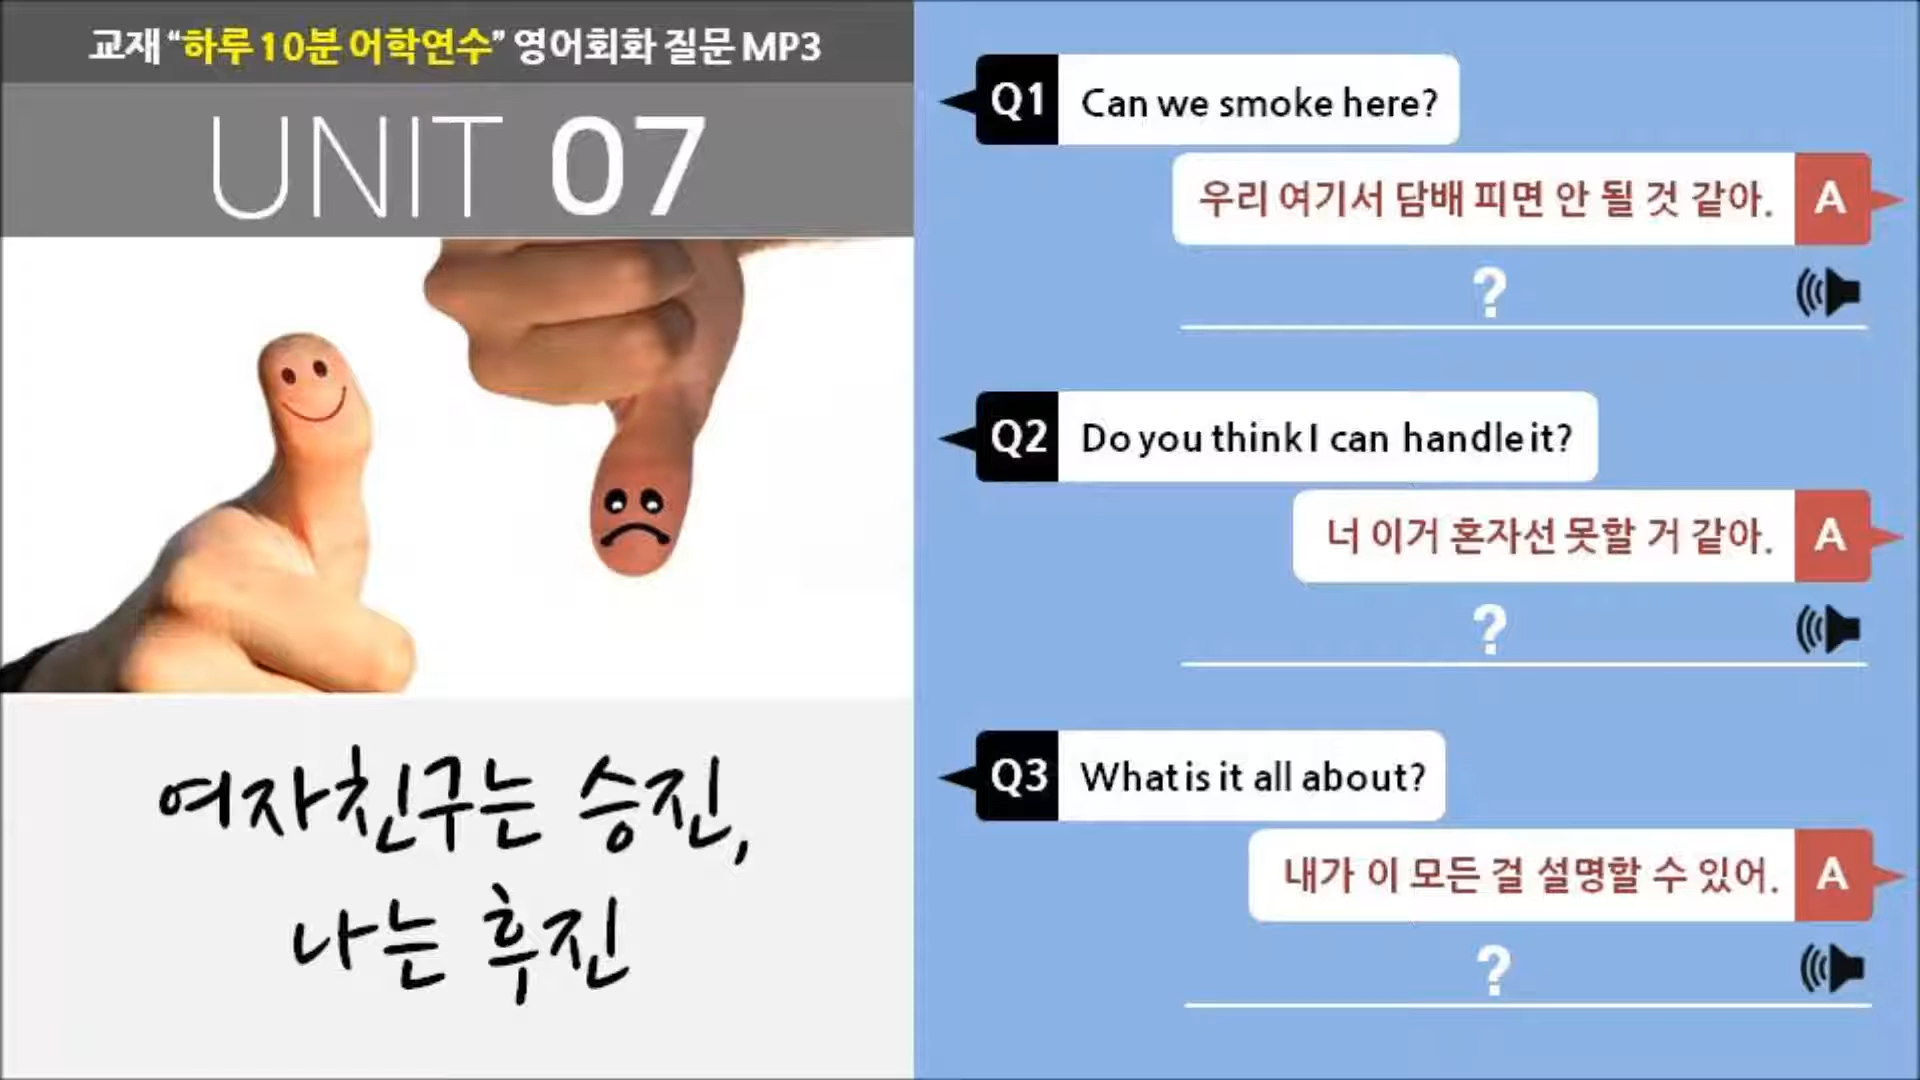 교재 “하루 10분 어학연수” 영어회화 질문 MP3
UNIT 07
여자친구는 승진,
나는 후진
Q1 Can we smoke here?
우리 여기서 담배 피면 안 될 것 같아. A
?
Q2 Do you think I can handle it?
너 이거 혼자선 못할 거 같아. A
?
Q3 What is it all about?
내가 이 모든 걸 설명할 수 있어. A
?